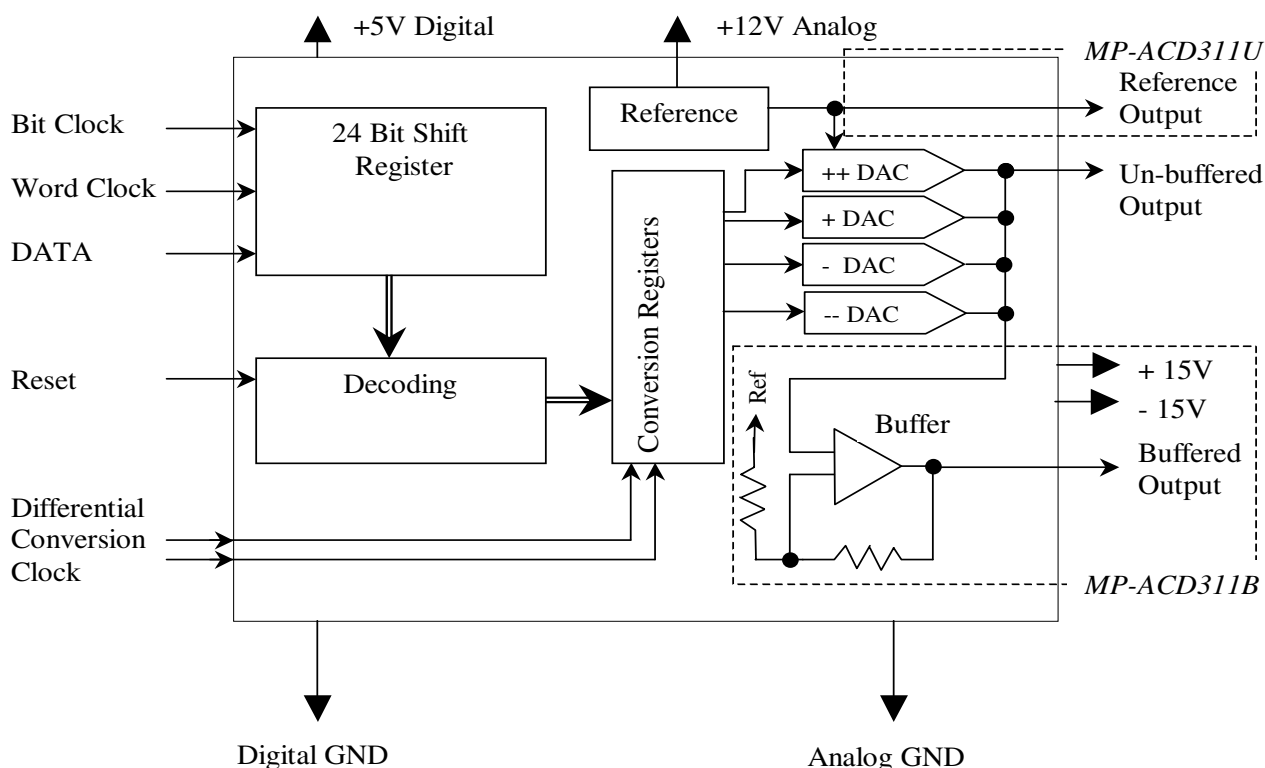 +5V Digital
+12V Analog
MP-ACD311U
Reference
Output
Bit Clock
24 Bit Shift
Register
Reference
Word Clock
++ DAC
Un-buffered
Output
+ DAC
DATA
- DAC
-- DAC
Conversion Registers
Reset
Decoding
Ref
+ 15V
- 15V
Buffer
Buffered
Output
Differential
Conversion
Clock
MP-ACD311B
Digital GND
Analog GND